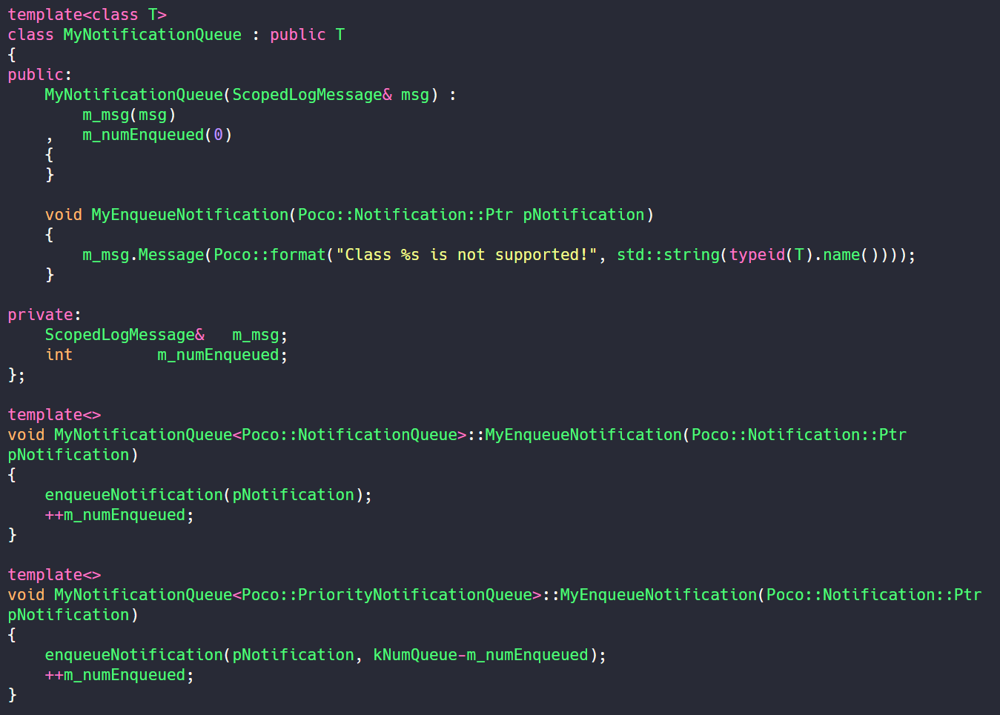 template<class T>
class MyNotificationQueue : public T
{
public:
    MyNotificationQueue(ScopedLogMessage& msg) :
        m_msg(msg)
    ,   m_numEnqueued(0)
    {
    }

    void MyEnqueueNotification(Poco::Notification::Ptr pNotification)
    {
        m_msg.Message(Poco::format("Class %s is not supported!", std::string(typeid(T).name())));
    }

private:
    ScopedLogMessage&   m_msg;
    int         m_numEnqueued;
};

template<>
void MyNotificationQueue<Poco::NotificationQueue>::MyEnqueueNotification(Poco::Notification::Ptr
pNotification)
{
    enqueueNotification(pNotification);
    ++m_numEnqueued;
}

template<>
void MyNotificationQueue<Poco::PriorityNotificationQueue>::MyEnqueueNotification(Poco::Notification::Ptr
pNotification)
{
    enqueueNotification(pNotification, kNumQueue-m_numEnqueued);
    ++m_numEnqueued;
}